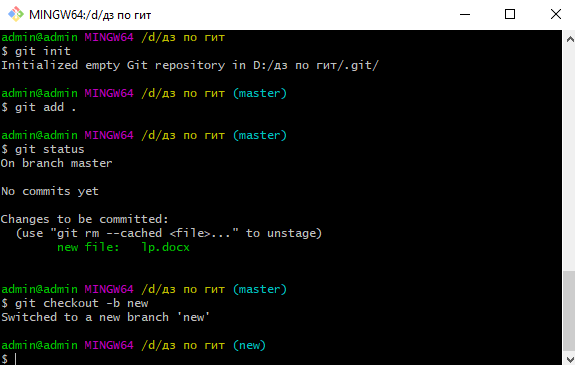 MINGW64:/d/дз по гит
admin@admin MINGW64 /d/дз по гит
$ git init
Initialized empty Git repository in D:/дз по гит/.git/
admin@admin MINGW64 /d/дз по гит (master)
$ git add .
admin@admin MINGW64 /d/дз по гит (master)
$ git status
On branch master
No commits yet
Changes to be committed:
(use "git rm --cached <file>..." to unstage)
new file:   lp.docx
admin@admin MINGW64 /d/дз по гит (master)
$ git checkout -b new
Switched to a new branch 'new'
admin@admin MINGW64 /d/дз по гит (new)
$